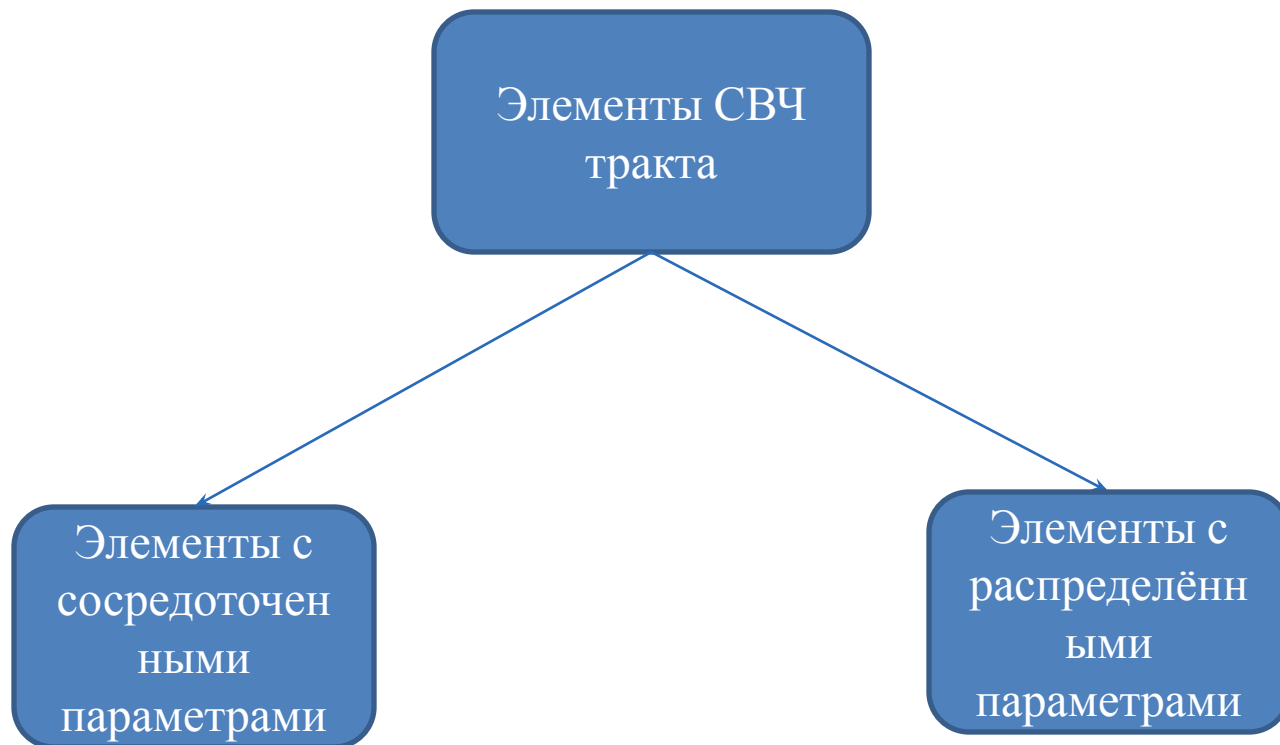 Элементы СВЧ
тракта
Элементы с
сосредоточен
ными
параметрами
Элементы с
распределённ
ыми
параметрами